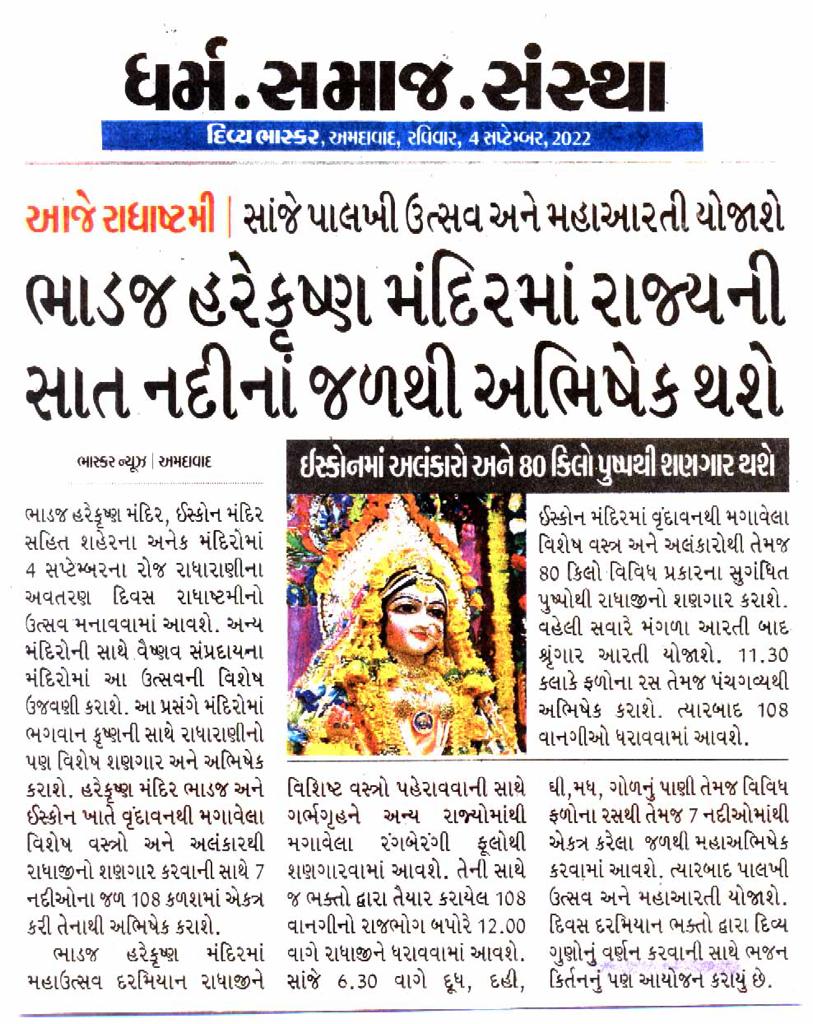 ધર્મ.સમાજ.સંસ્થા
દિવ્ય ભાસ્કર, અમદાવાદ, રવિવાર, 4 સપ્ટેમ્બર, 2022
આજે રાધાષ્ટમી | સાંજે પાલખી ઉત્સવ અને મહાઆરતી યોજાશે
ભાડજ હરેકૃષ્ણ મંદિરમાં રાજ્યની
સાત નદીનાં જળથી અભિષેક થશે
ભાસ્કર ન્યૂઝ | અમદાવાદ
ભાડજ હરેકૃષ્ણ મંદિર, ઈસ્કોન મંદિર
સહિત શહેરના અનેક મંદિરોમાં
4 સપ્ટેમ્બરના રોજ રાધારાણીના
અવતરણ દિવસ રાધાષ્ટમીનો
ઉત્સવ મનાવવામાં આવશે. અન્ય
મંદિરોની સાથે વૈષ્ણવ સંપ્રદાયના
મંદિરોમાં આ ઉત્સવની વિશેષ
ઉજવણી કરાશે. આ પ્રસંગે મંદિરોમાં
ભગવાન કૃષ્ણની સાથે રાધારાણીનો
પણ વિશેષ શણગાર અને અભિષેક
કરાશે. હરેકૃષ્ણ મંદિર ભાડજ અને
ઈસ્કોન ખાતે વૃંદાવનથી મગાવેલા
વિશેષ વસ્ત્રો અને અલંકારથી
રાધાજીનો શણગાર કરવાની સાથે 7
નદીઓના જળ 108 કળશમાં એકત્ર
કરી તેનાથી અભિષેક કરાશે.
ભાડજ હરેકૃષ્ણ મંદિરમાં
મહાઉત્સવ દરમિયાન રાધાજીને
વિશિષ્ટ વસ્ત્રો પહેરાવવાની સાથે
ગર્ભગૃહને અન્ય રાજ્યોમાંથી
મગાવેલા રંગબેરંગી ફૂલોથી
શણગારવામાં આવશે. તેની સાથે
જ ભક્તો દ્વારા તૈયાર કરાયેલ 108
વાનગીનો રાજભોગ બપોરે 12.00
વાગે રાધાજીને ધરાવવામાં આવશે.
સાંજે 6.30 વાગે દૂધ, દહી,
ઘી,મધ, ગોળનું પાણી તેમજ વિવિધ
ફળોના રસથી તેમજ 7 નદીઓમાંથી
એકત્ર કરેલા જળથી મહાઅભિષેક
કરવામાં આવશે. ત્યારબાદ પાલખી
ઉત્સવ અને મહાઆરતી યોજાશે.
દિવસ દરમિયાન ભક્તો દ્વારા દિવ્ય
ગુણોનું વર્ણન કરવાની સાથે ભજન
કિર્તનનું પણ આયોજન કરાયું છે.
ઈસ્કોનમાં અલંકારો અને 80 કિલો પુષ્પથી શણગાર થશે
ઈસ્કોન મંદિરમાં વૃંદાવનથી મગાવેલા
વિશેષ વસ્ત્ર અને અલંકારોથી તેમજ
80 કિલો વિવિધ પ્રકારના સુગંધિત
પુષ્પોથી રાધાજીનો શણગાર કરાશે.
વહેલી સવારે મંગળા આરતી બાદ
શ્રૃંગાર આરતી યોજાશે. 11.30
કલાકે ફળોના રસ તેમજ પંચગવ્યથી
અભિષેક કરાશે. ત્યારબાદ 108
વાનગીઓ ધરાવવામાં આવશે.